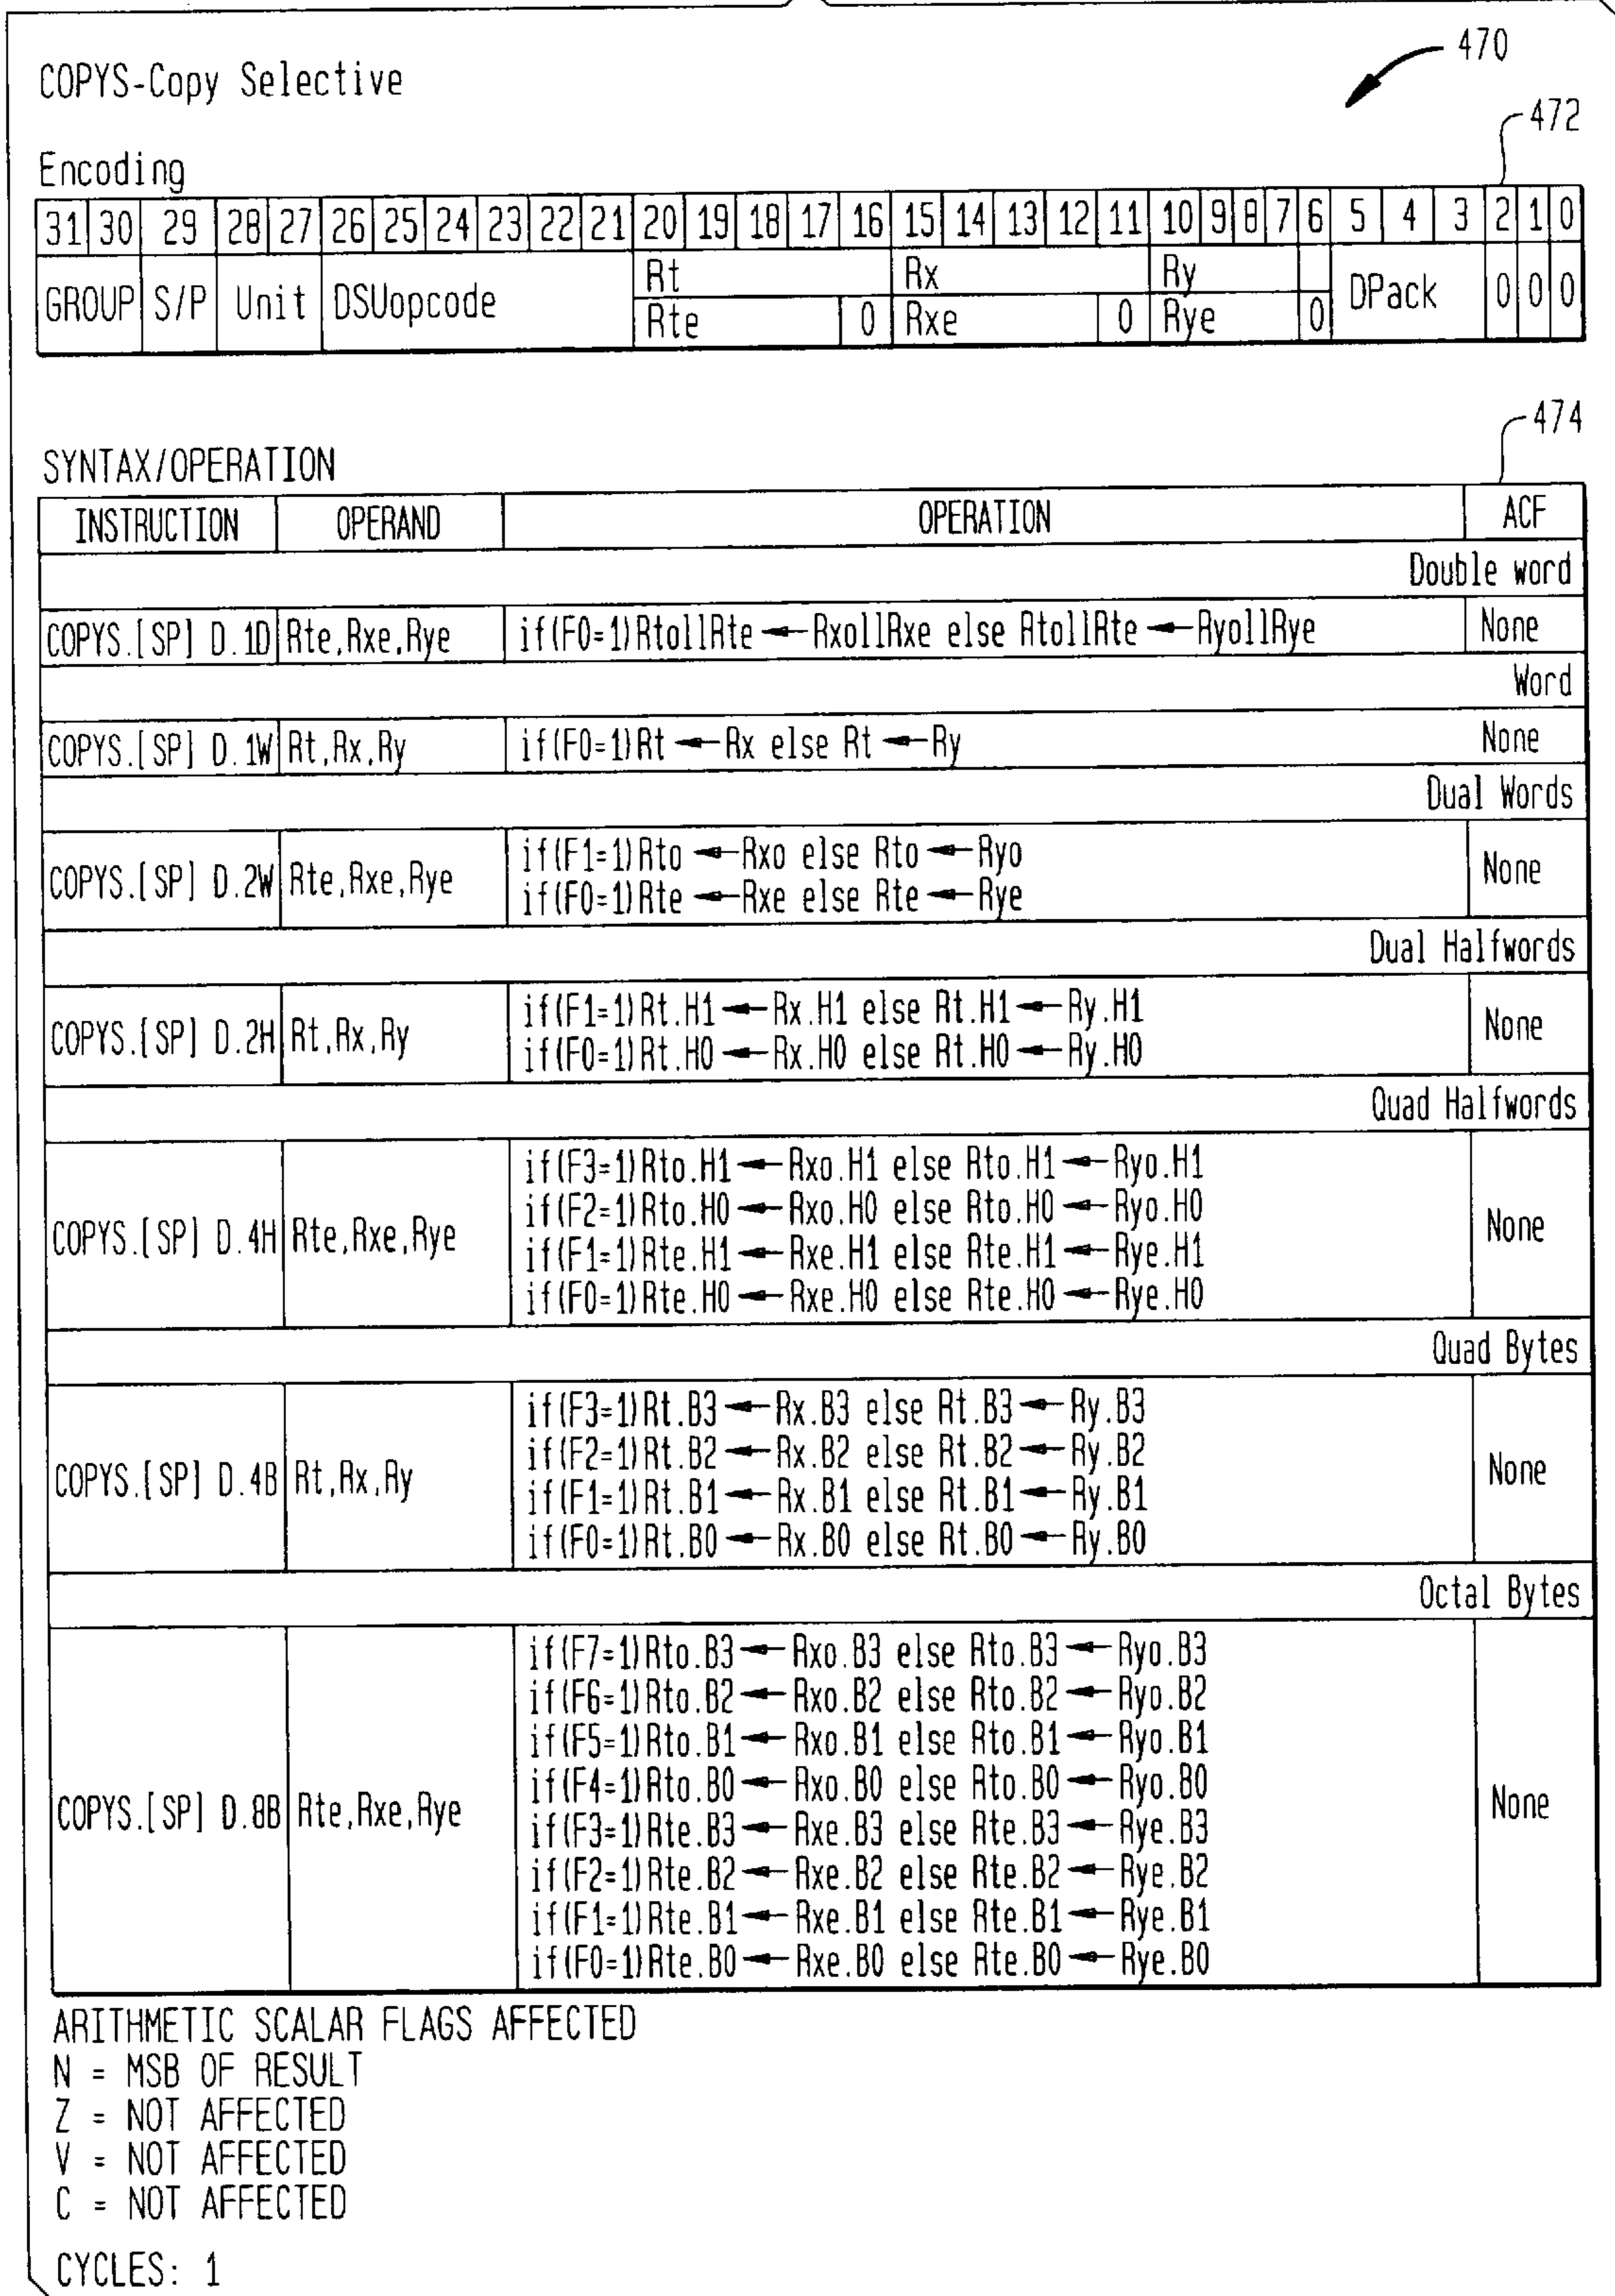 470
COPYS-Copy Selective
472
Encoding
31 30 29 28 27 26 25 24 23 22 21 20 19 18 17 16 15 14 13 12 11 10 9 8 7 6 5 4 3 2 1 0
GROUP S/P Unit DSUopcode Rt Rx Ry DPack 0 0 0
Rte 0 Rxe 0 Rye 0
474
SYNTAX/OPERATION
INSTRUCTION OPERAND OPERATION ACF
Double word
COPYS.[SP] D.1D Rte,Rxe,Rye if(F0=1)RtollRte ← RxollRxe else RtollRte ← RyollRye None
Word
COPYS.[SP] D.1W Rt,Rx,Ry if(F0=1)Rt ← Rx else Rt ← Ry None
Dual Words
COPYS.[SP] D.2W Rte,Rxe,Rye if(F1=1)Rto ← Rxo else Rto ← Ryo None
if(F0=1)Rte ← Rxe else Rte ← Rye
Dual Halfwords
COPYS.[SP] D.2H Rt,Rx,Ry if(F1=1)Rt.H1 ← Rx.H1 else Rt.H1 ← Ry.H1 None
if(F0=1)Rt.H0 ← Rx.H0 else Rt.H0 ← Ry.H0
Quad Halfwords
COPYS.[SP] D.4H Rte,Rxe,Rye if(F3=1)Rto.H1 ← Rxo.H1 else Rto.H1 ← Ryo.H1 None
if(F2=1)Rto.H0 ← Rxo.H0 else Rto.H0 ← Ryo.H0
if(F1=1)Rte.H1 ← Rxe.H1 else Rte.H1 ← Rye.H1
if(F0=1)Rte.H0 ← Rxe.H0 else Rte.H0 ← Rye.H0
Quad Bytes
COPYS.[SP] D.4B Rt,Rx,Ry if(F3=1)Rt.B3 ← Rx.B3 else Rt.B3 ← Ry.B3 None
if(F2=1)Rt.B2 ← Rx.B2 else Rt.B2 ← Ry.B2
if(F1=1)Rt.B1 ← Rx.B1 else Rt.B1 ← Ry.B1
if(F0=1)Rt.B0 ← Rx.B0 else Rt.B0 ← Ry.B0
Octal Bytes
COPYS.[SP] D.8B Rte,Rxe,Rye if(F7=1)Rto.B3 ← Rxo.B3 else Rto.B3 ← Ryo.B3 None
if(F6=1)Rto.B2 ← Rxo.B2 else Rto.B2 ← Ryo.B2
if(F5=1)Rto.B1 ← Rxo.B1 else Rto.B1 ← Ryo.B1
if(F4=1)Rto.B0 ← Rxo.B0 else Rto.B0 ← Ryo.B0
if(F3=1)Rte.B3 ← Rxe.B3 else Rte.B3 ← Rye.B3
if(F2=1)Rte.B2 ← Rxe.B2 else Rte.B2 ← Rye.B2
if(F1=1)Rte.B1 ← Rxe.B1 else Rte.B1 ← Rye.B1
if(F0=1)Rte.B0 ← Rxe.B0 else Rte.B0 ← Rye.B0
ARITHMETIC SCALAR FLAGS AFFECTED
N = MSB OF RESULT
Z = NOT AFFECTED
V = NOT AFFECTED
C = NOT AFFECTED
CYCLES: 1